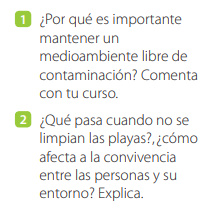 1 ¿Por qué es importante
mantener un
medioambiente libre de
contaminación? Comenta
con tu curso.
2 ¿Qué pasa cuando no se
limpian las playas?, ¿cómo
afecta a la convivencia
entre las personas y su
entorno? Explica.